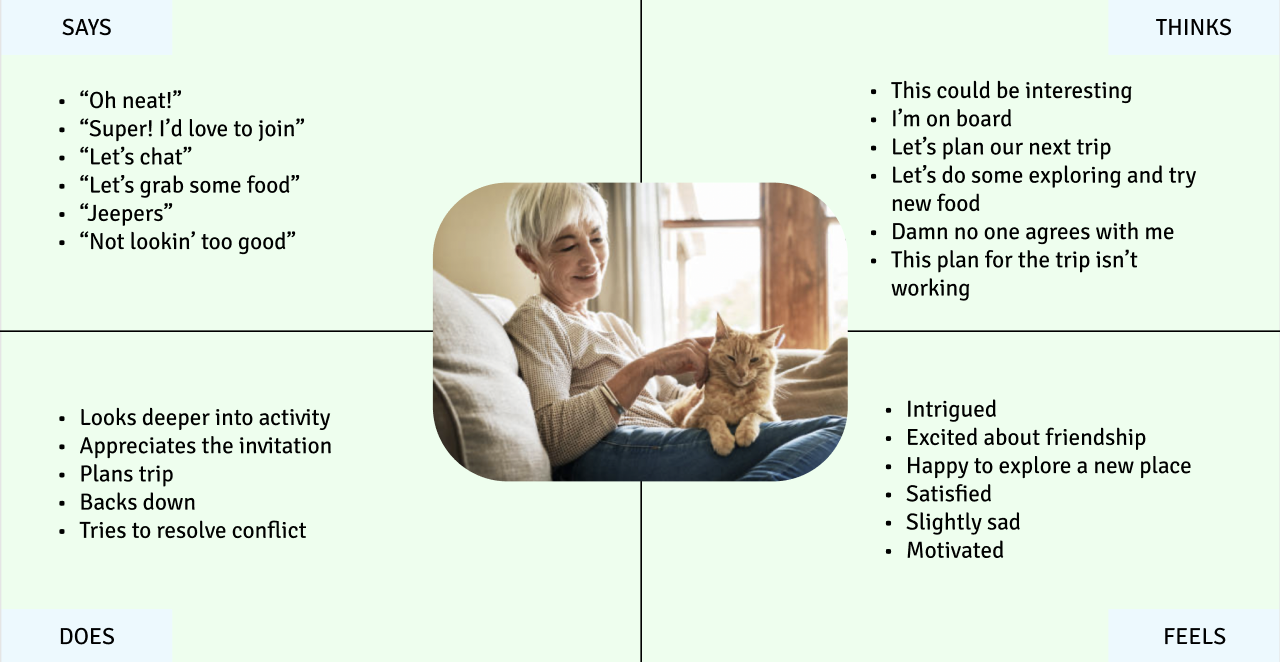 SAYS
“Oh neat!”
“Super! I’d love to join”
“Let’s chat”
“Let’s grab some food”
“Jeepers”
“Not lookin’ too good”
THINKS
This could be interesting
I’m on board
Let’s plan our next trip
Let’s do some exploring and try
new food
Damn no one agrees with me
This plan for the trip isn’t
working
Looks deeper into activity
Appreciates the invitation
Plans trip
Backs down
Tries to resolve conflict
DOES
Intrigued
Excited about friendship
Happy to explore a new place
Satisfied
Slightly sad
Motivated
FEELS